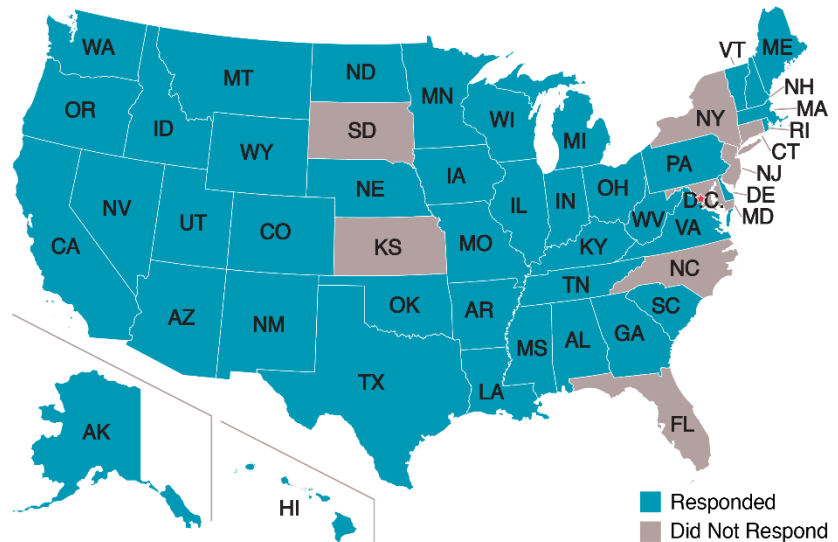 WA
MT
ND
MN
VT
ME
OR
ID
SD
WI
MI
NY
NH
MA
RI
CT
WY
NE
IA
PA
NJ
NV
UT
CO
IL
IN
OH
D.C.
DE
MD
CA
KS
MO
WV
VA
KY
NC
AZ
NM
OK
AR
TN
SC
MS
AL
GA
TX
LA
AK
FL
HI
Responded
Did Not Respond